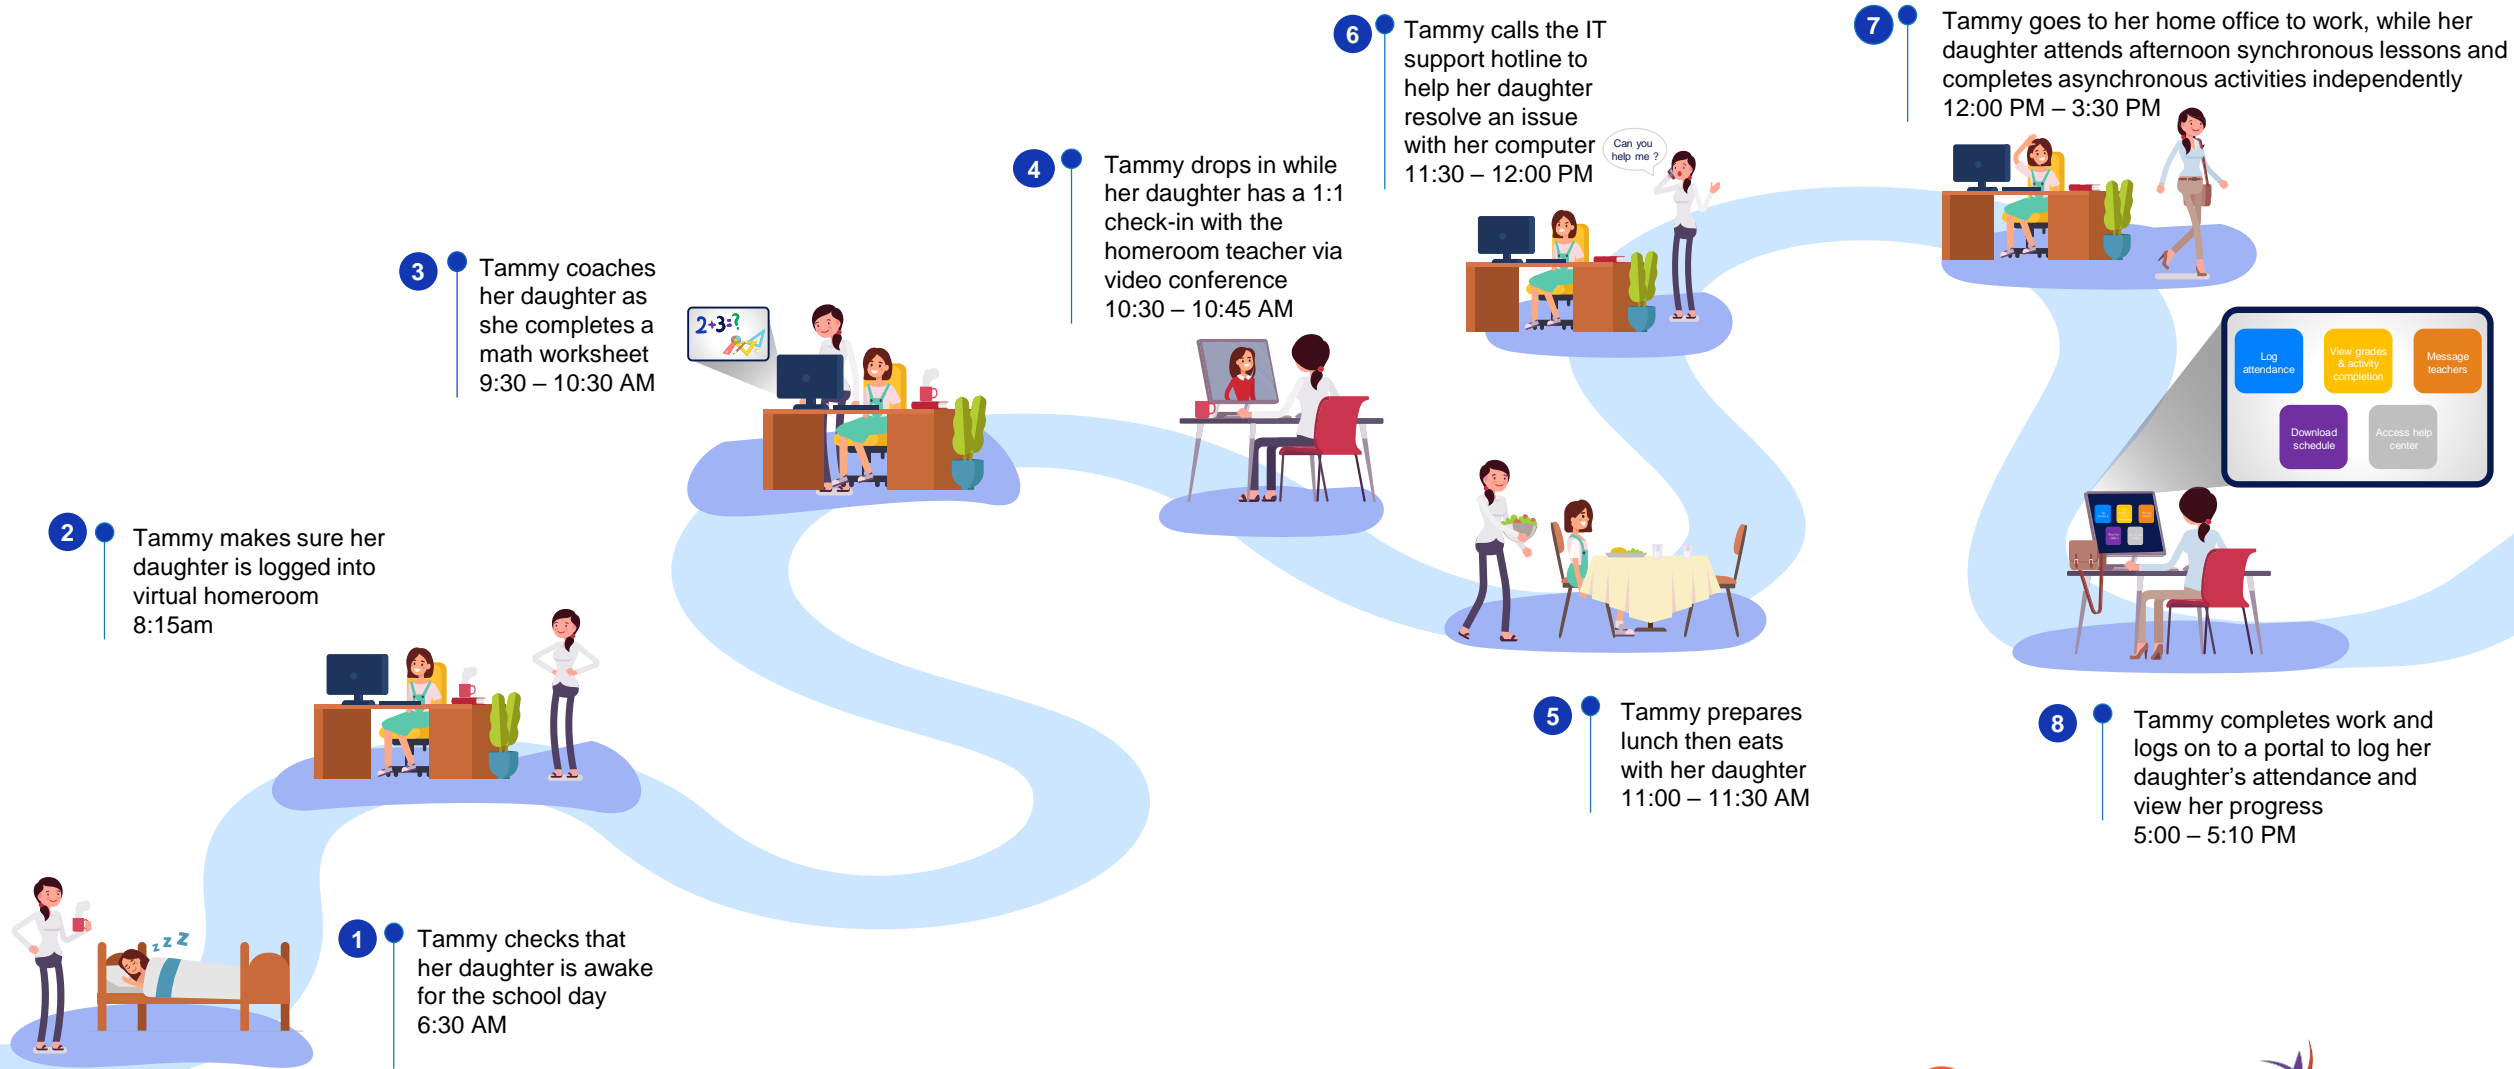 1
Tammy checks that
her daughter is awake
for the school day
6:30 AM
z z z
2
Tammy makes sure her
daughter is logged into
virtual homeroom
8:15am
3
Tammy coaches
her daughter as
she completes a
math worksheet
9:30 – 10:30 AM
2+3=?
4
Tammy drops in while
her daughter has a 1:1
check-in with the
homeroom teacher via
video conference
10:30 – 10:45 AM
5
Tammy prepares
lunch then eats
with her daughter
11:00 – 11:30 AM
6
Tammy calls the IT
support hotline to
help her daughter
resolve an issue
with her computer
11:30 – 12:00 PM
Can you
help me ?
7
Tammy goes to her home office to work, while her
daughter attends afternoon synchronous lessons and
completes asynchronous activities independently
12:00 PM – 3:30 PM
Log
attendance
View grades
& activity
completion
Message
teachers
Download
schedule
Access help
center
8
Tammy completes work and
logs on to a portal to log her
daughter’s attendance and
view her progress
5:00 – 5:10 PM